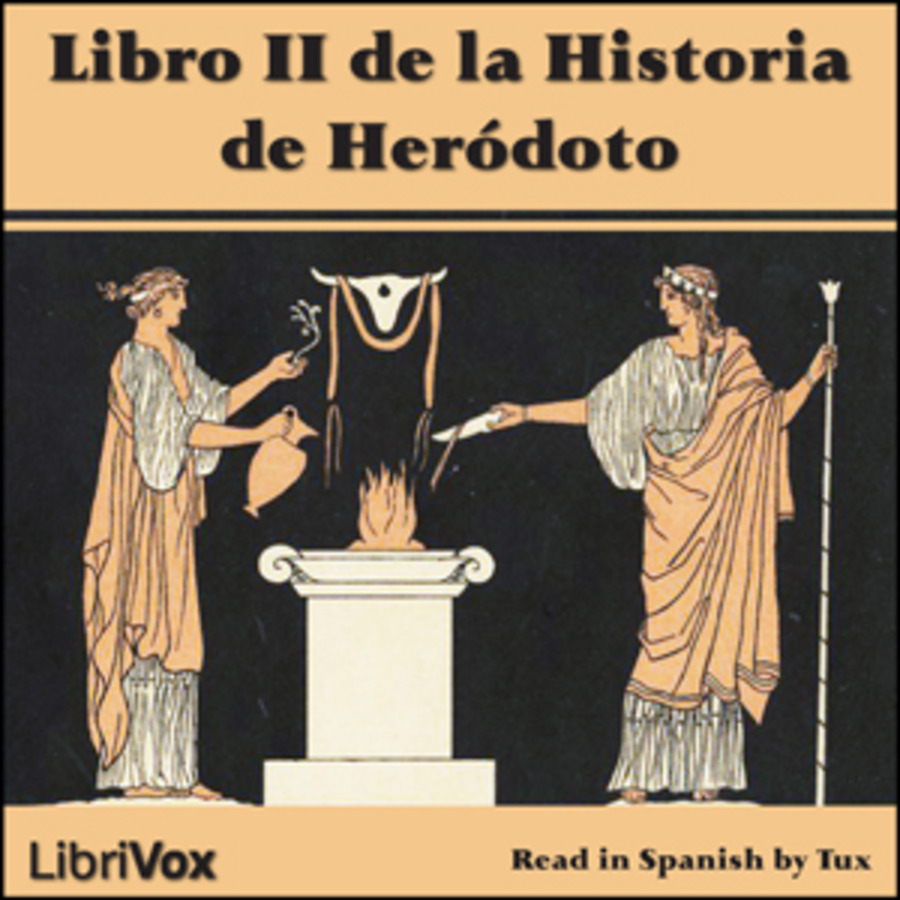 Libro II de la Historia
de Heródoto
LibriVox
Read in Spanish by Tux